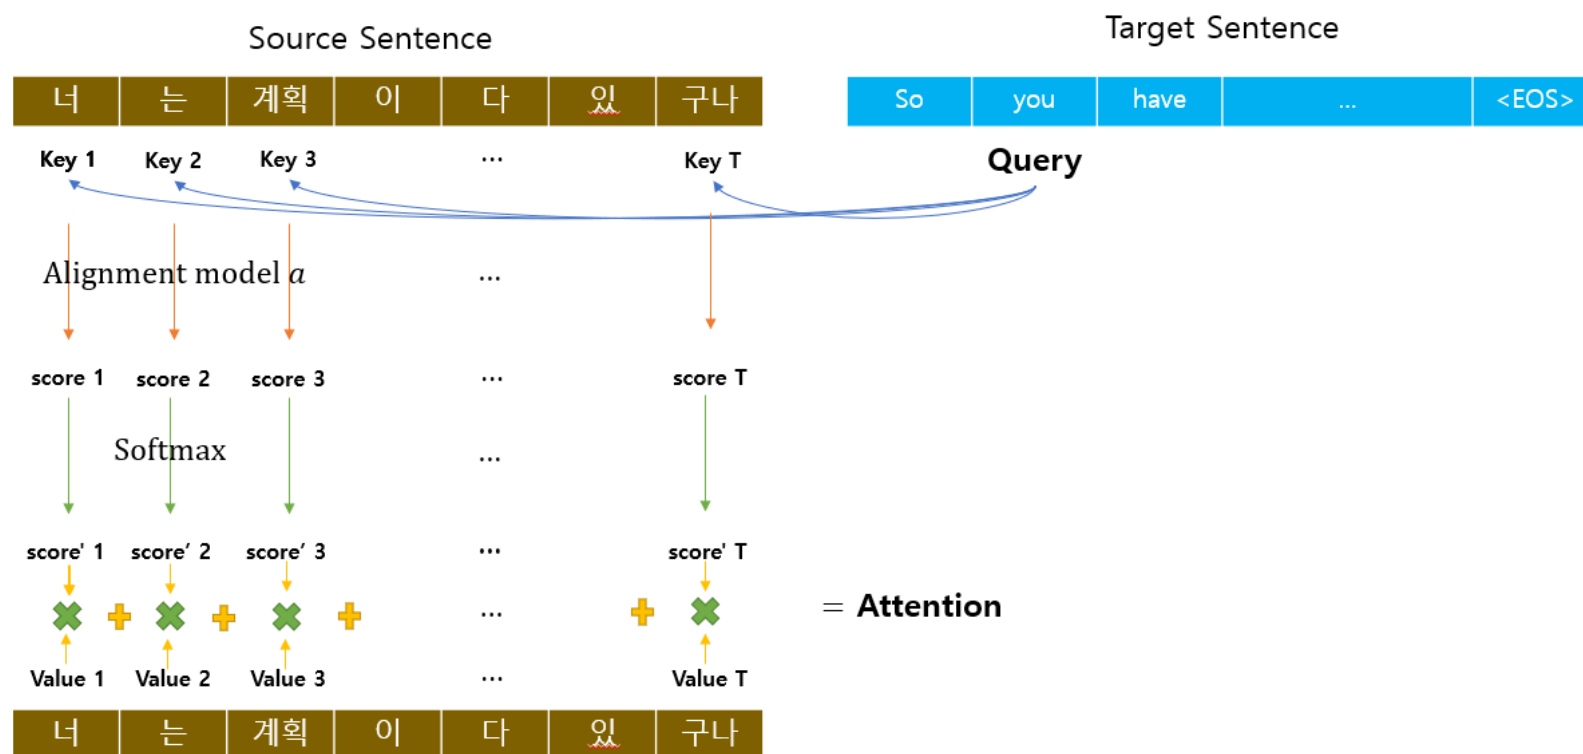 Source Sentence
Target Sentence
너 는 계획 이 다 있 구나
So you have ... <EOS>
Key 1 Key 2 Key 3 ... Key T
Query
Alignment model a ...
score 1 score 2 score 3 ... score T
Softmax ...
score' 1 score’ 2 score’ 3 ... score' T
... = Attention
Value 1 Value 2 Value 3 ... Value T
너 는 계획 이 다 있 구나